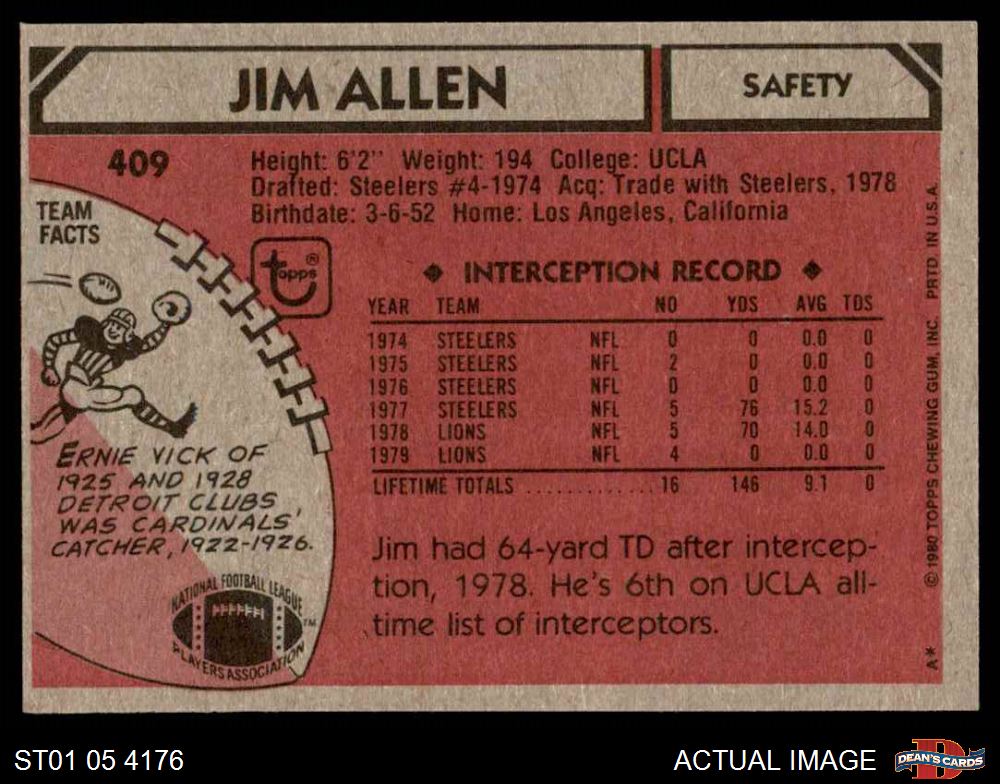 JIM ALLEN
SAFETY
409
Height: 6'2" Weight: 194 College: UCLA
Drafted: Steelers #4-1974 Acq: Trade with Steelers, 1978
Birthdate: 3-6-52 Home: Los Angeles, California
TEAM
FACTS
topps ®
ERNIE VICK OF
1925 AND 1928
DETROIT CLUBS
WAS CARDINALS'
CATCHER, 1922-1926.
NATIONAL FOOTBALL LEAGUE
PLAYERS ASSOCIATION
TM
◆ INTERCEPTION RECORD ◆
YEAR TEAM NO YDS AVG TDS
1974 STEELERS NFL 0 0 0.0 0
1975 STEELERS NFL 2 0 0.0 0
1976 STEELERS NFL 0 0 0.0 0
1977 STEELERS NFL 5 76 15.2 0
1978 LIONS NFL 5 70 14.0 0
1979 LIONS NFL 4 0 0.0 0
LIFETIME TOTALS ............. 16 146 9.1 0
Jim had 64-yard TD after intercep-
tion, 1978. He's 6th on UCLA all-
time list of interceptors.
A* © 1980 TOPPS CHEWING GUM, INC. PRTD. IN U.S.A.
ST01 05 4176
ACTUAL IMAGE
D
DEAN'S CARDS